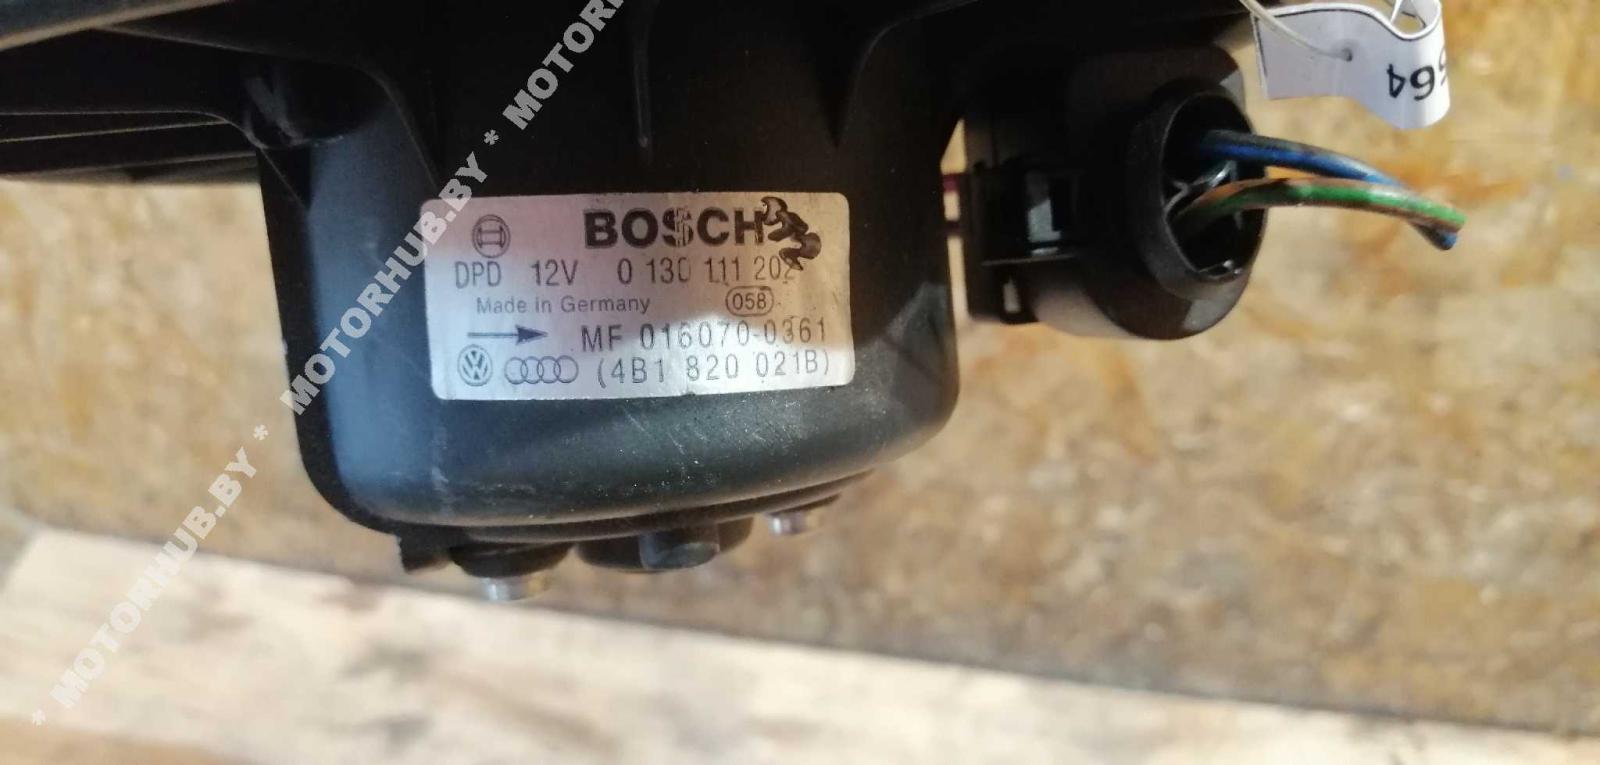 BOSCH
DPD 12V 0 130 111 202
Made in Germany 058
MF 016070-0361
(4B1 820 021B)
564
* MOTORHUB.BY * MOTORHUB.BY * MOTORHUB.BY * MOTORHUB